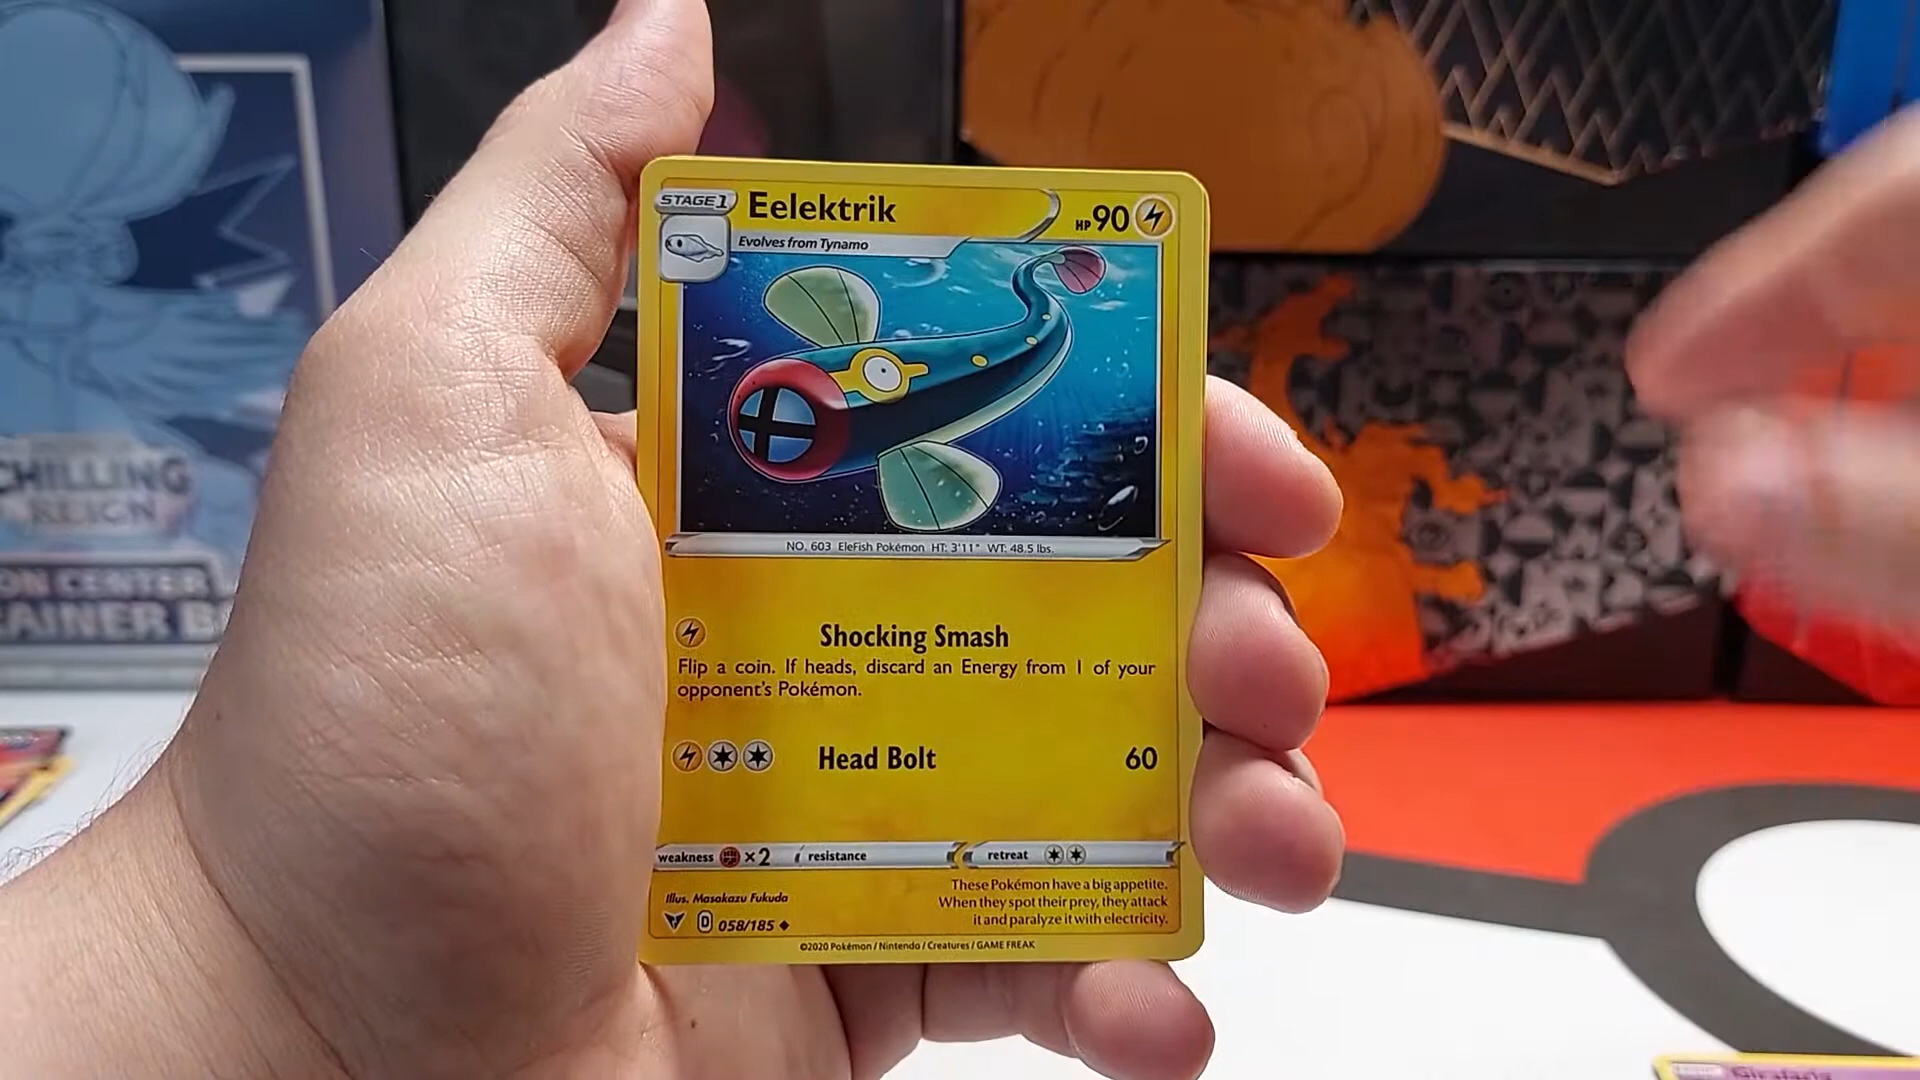 STAGE1
Eelektrik
HP90
Evolves from Tynamo
NO. 603 EleFish Pokémon HT: 3'11" WT: 48.5 lbs.
Shocking Smash
Flip a coin. If heads, discard an Energy from 1 of your
opponent's Pokémon.
Head Bolt 60
weakness ×2 resistance retreat
Illus. Masakazu Fukuda
These Pokémon have a big appetite.
When they spot their prey, they attack
it and paralyze it with electricity.
D 058/185
©2020 Pokémon / Nintendo / Creatures / GAME FREAK
CHILLING
REIGN
ON CENTER